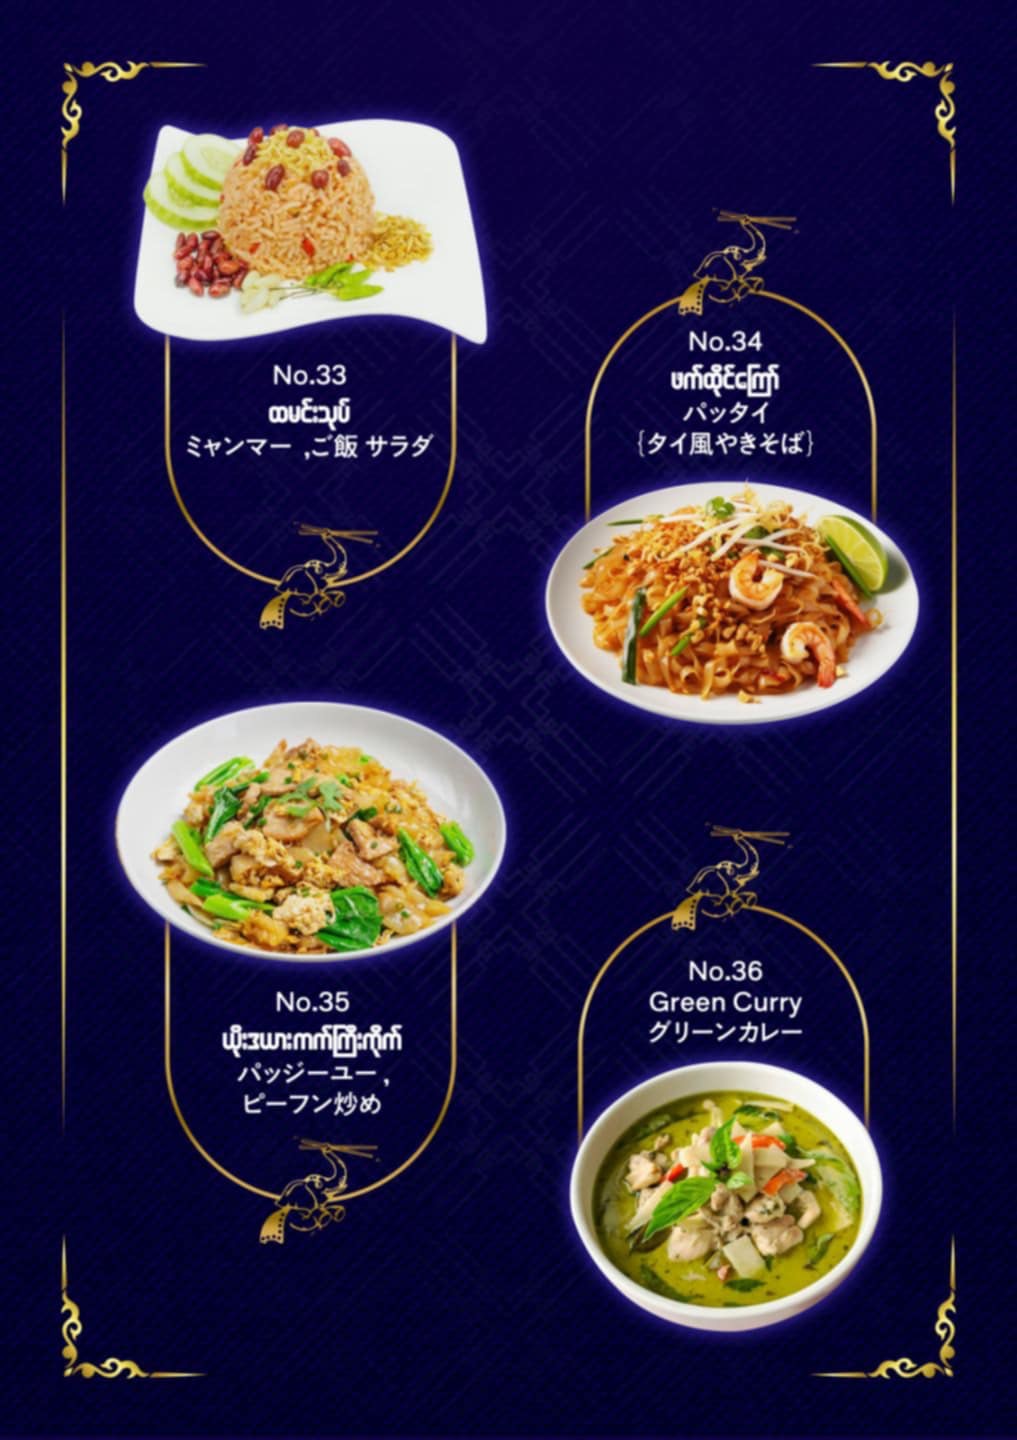 No.33
ထမင်းသုပ်
ミャンマー ,ご飯 サラダ
No.34
ဖက်ထိုင်ကြော်
パッタイ
{タイ風やきそば}
No.35
ယိုးဒယားကက်ကြီးကိုက်
パッジーユー ,
ピーフン炒め
No.36
Green Curry
グリーンカレー